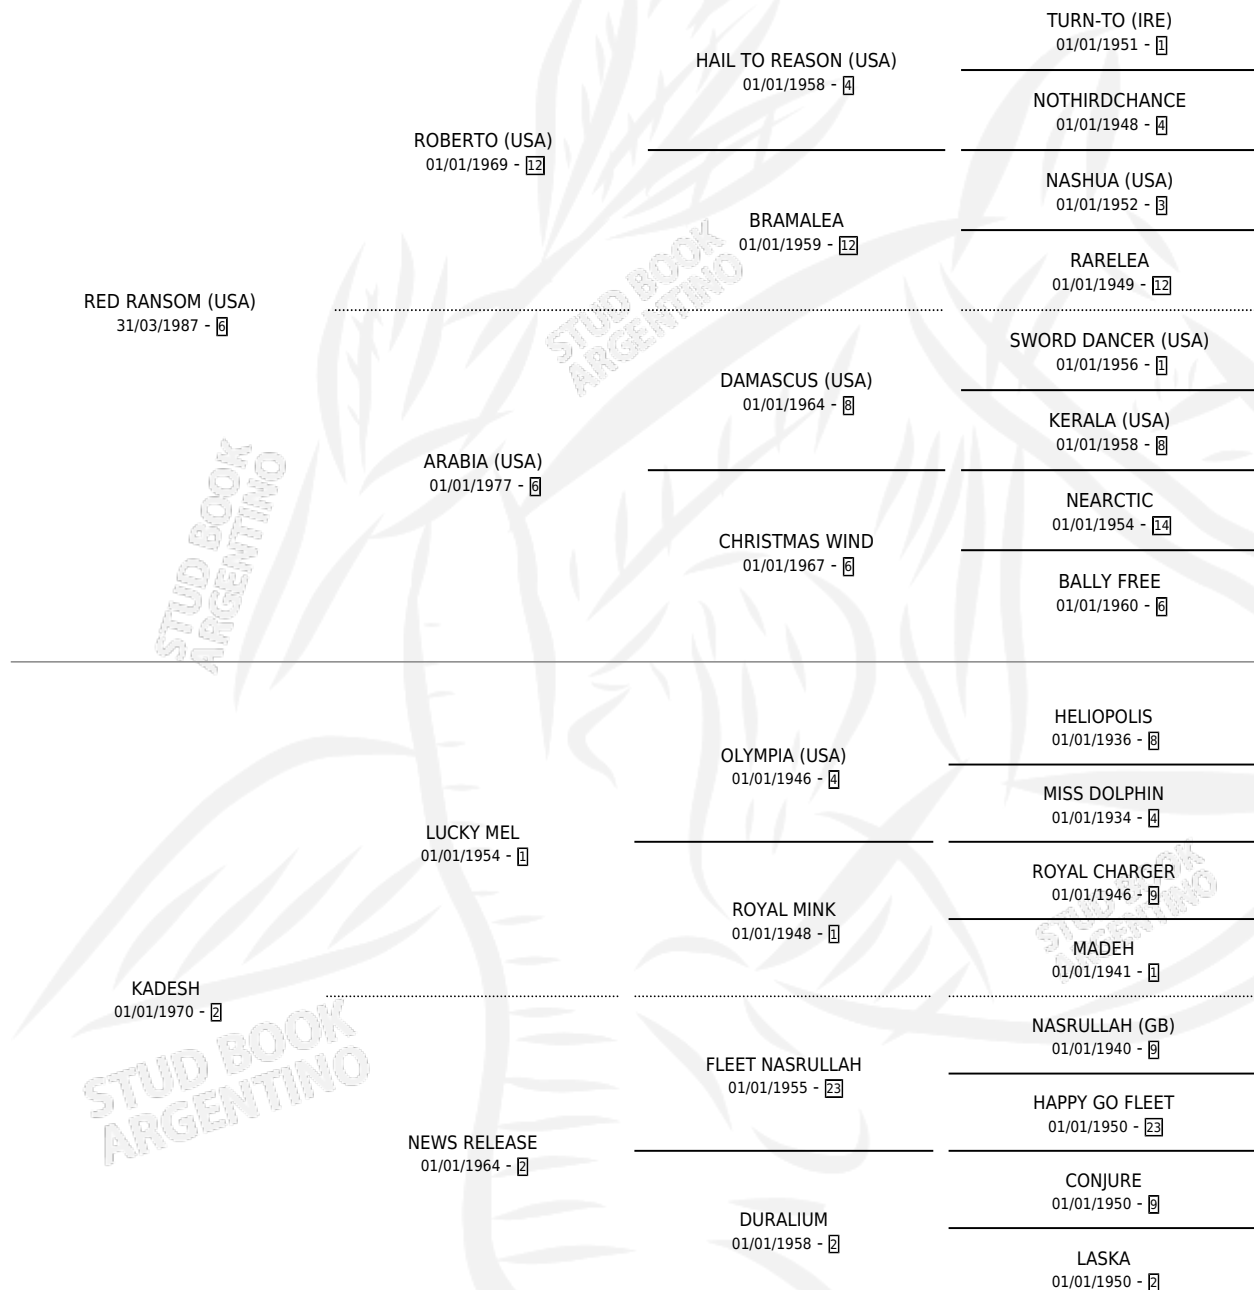 TURN-TO (IRE)
01/01/1951 - 1
HAIL TO REASON (USA)
01/01/1958 - 4
NOTHIRDCHANCE
01/01/1948 - 4
ROBERTO (USA)
01/01/1969 - 12
NASHUA (USA)
01/01/1952 - 3
BRAMALEA
01/01/1959 - 12
RARELEA
01/01/1949 - 12
RED RANSOM (USA)
31/03/1987 - 6
STUD BOOK
ARGENTINO
SWORD DANCER (USA)
01/01/1956 - 1
DAMASCUS (USA)
01/01/1964 - 8
KERALA (USA)
01/01/1958 - 8
ARABIA (USA)
01/01/1977 - 6
NEARCTIC
01/01/1954 - 14
CHRISTMAS WIND
01/01/1967 - 6
BALLY FREE
01/01/1960 - 6
STUD BOOK
ARGENTINO
HELIOPOLIS
01/01/1936 - 8
OLYMPIA (USA)
01/01/1946 - 4
MISS DOLPHIN
01/01/1934 - 4
LUCKY MEL
01/01/1954 - 1
ROYAL CHARGER
01/01/1946 - 9
ROYAL MINK
01/01/1948 - 1
STUD BOOK
ARGENTINO
MADEH
01/01/1941 - 1
KADESH
01/01/1970 - 2
NASRULLAH (GB)
01/01/1940 - 9
FLEET NASRULLAH
01/01/1955 - 23
STUD BOOK
ARGENTINO
HAPPY GO FLEET
01/01/1950 - 23
NEWS RELEASE
01/01/1964 - 2
CONJURE
01/01/1950 - 9
DURALIUM
01/01/1958 - 2
LASKA
01/01/1950 - 2